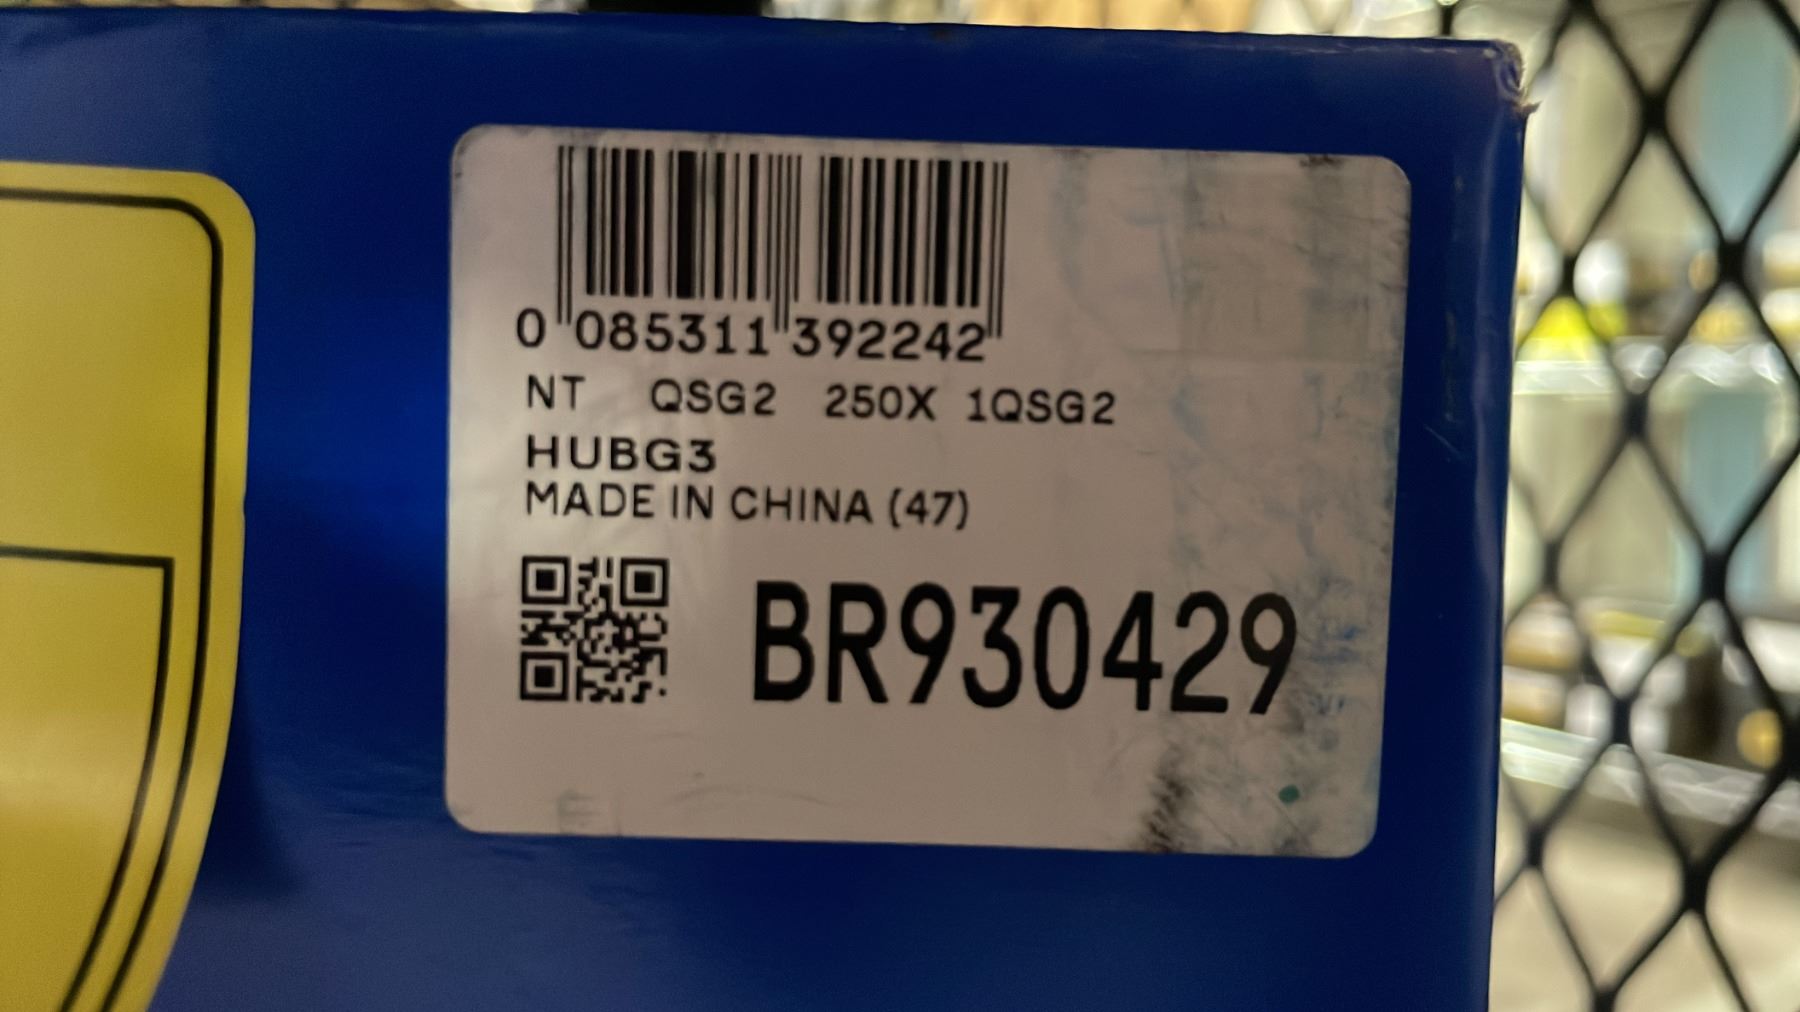 0 085311 392242
NT QSG2 250X 1QSG2
HUBG3
MADE IN CHINA (47)
BR930429